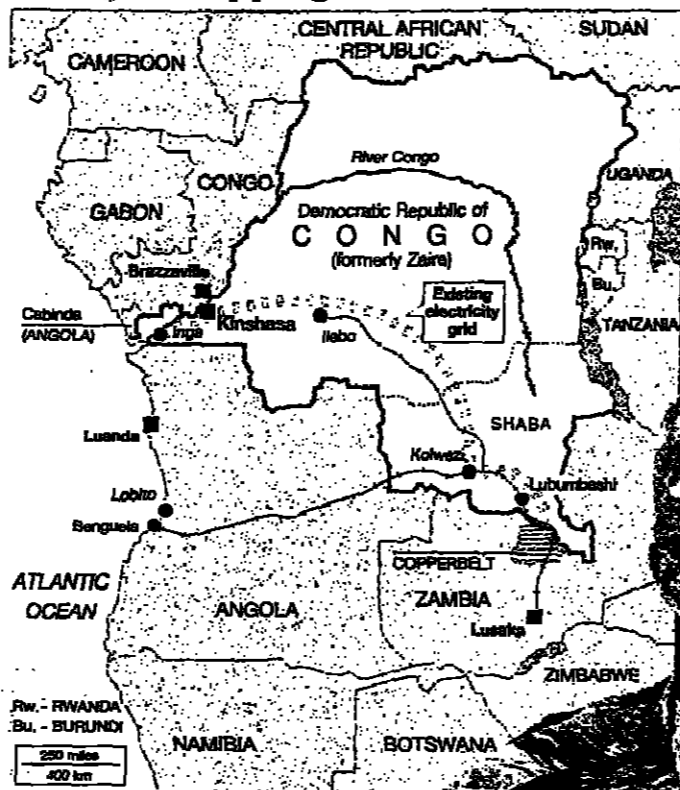 CENTRAL AFRICAN
REPUBLIC
SUDAN
CAMEROON
River Congo
UGANDA
CONGO
GABON
Democratic Republic of
CONGO
(formerly Zaire)
Rw.
Bu.
Brazzaville
Existing
electricity
grid
Cabinda
(ANGOLA)
Kinshasa
Inga
Ilebo
TANZANIA
SHABA
Luanda
Kolwezi
Lubumbashi
Lobito
Benguela
COPPERBELT
ATLANTIC
OCEAN
ANGOLA
ZAMBIA
Lusaka
ZIMBABWE
Rw. - RWANDA
Bu. - BURUNDI
NAMIBIA
BOTSWANA
250 miles
400 km